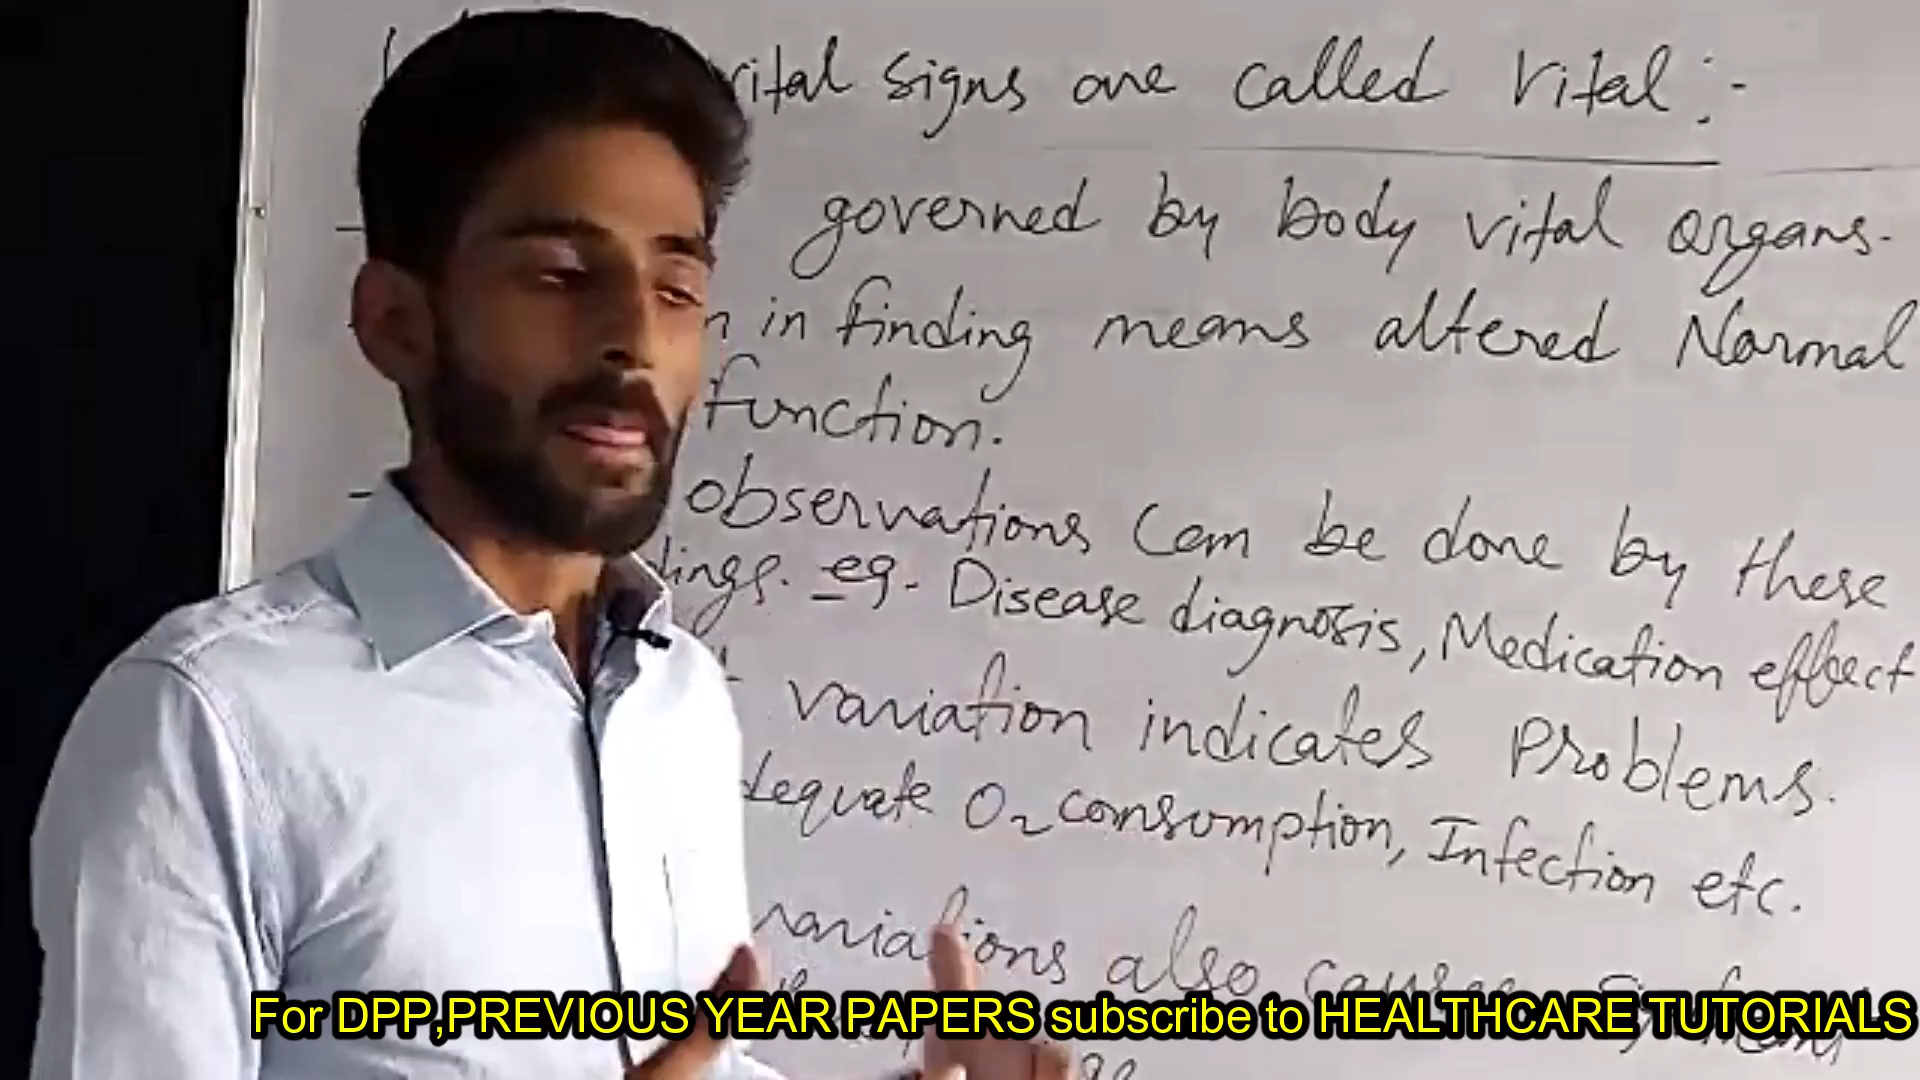 vital signs are called Vital :-
governed by body vital organs.
in finding means altered Normal
function.
- observations can be done by these
eg. Disease diagnosis, Medication effect
variation indicates problems.
O2 consumption, Infection etc.
variations also causes
For DPP,PREVIOUS YEAR PAPERS subscribe to HEALTHCARE TUTORIALS